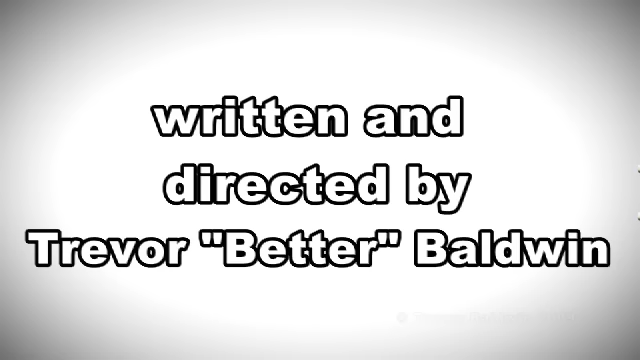 written and
directed by
Trevor "Better" Baldwin